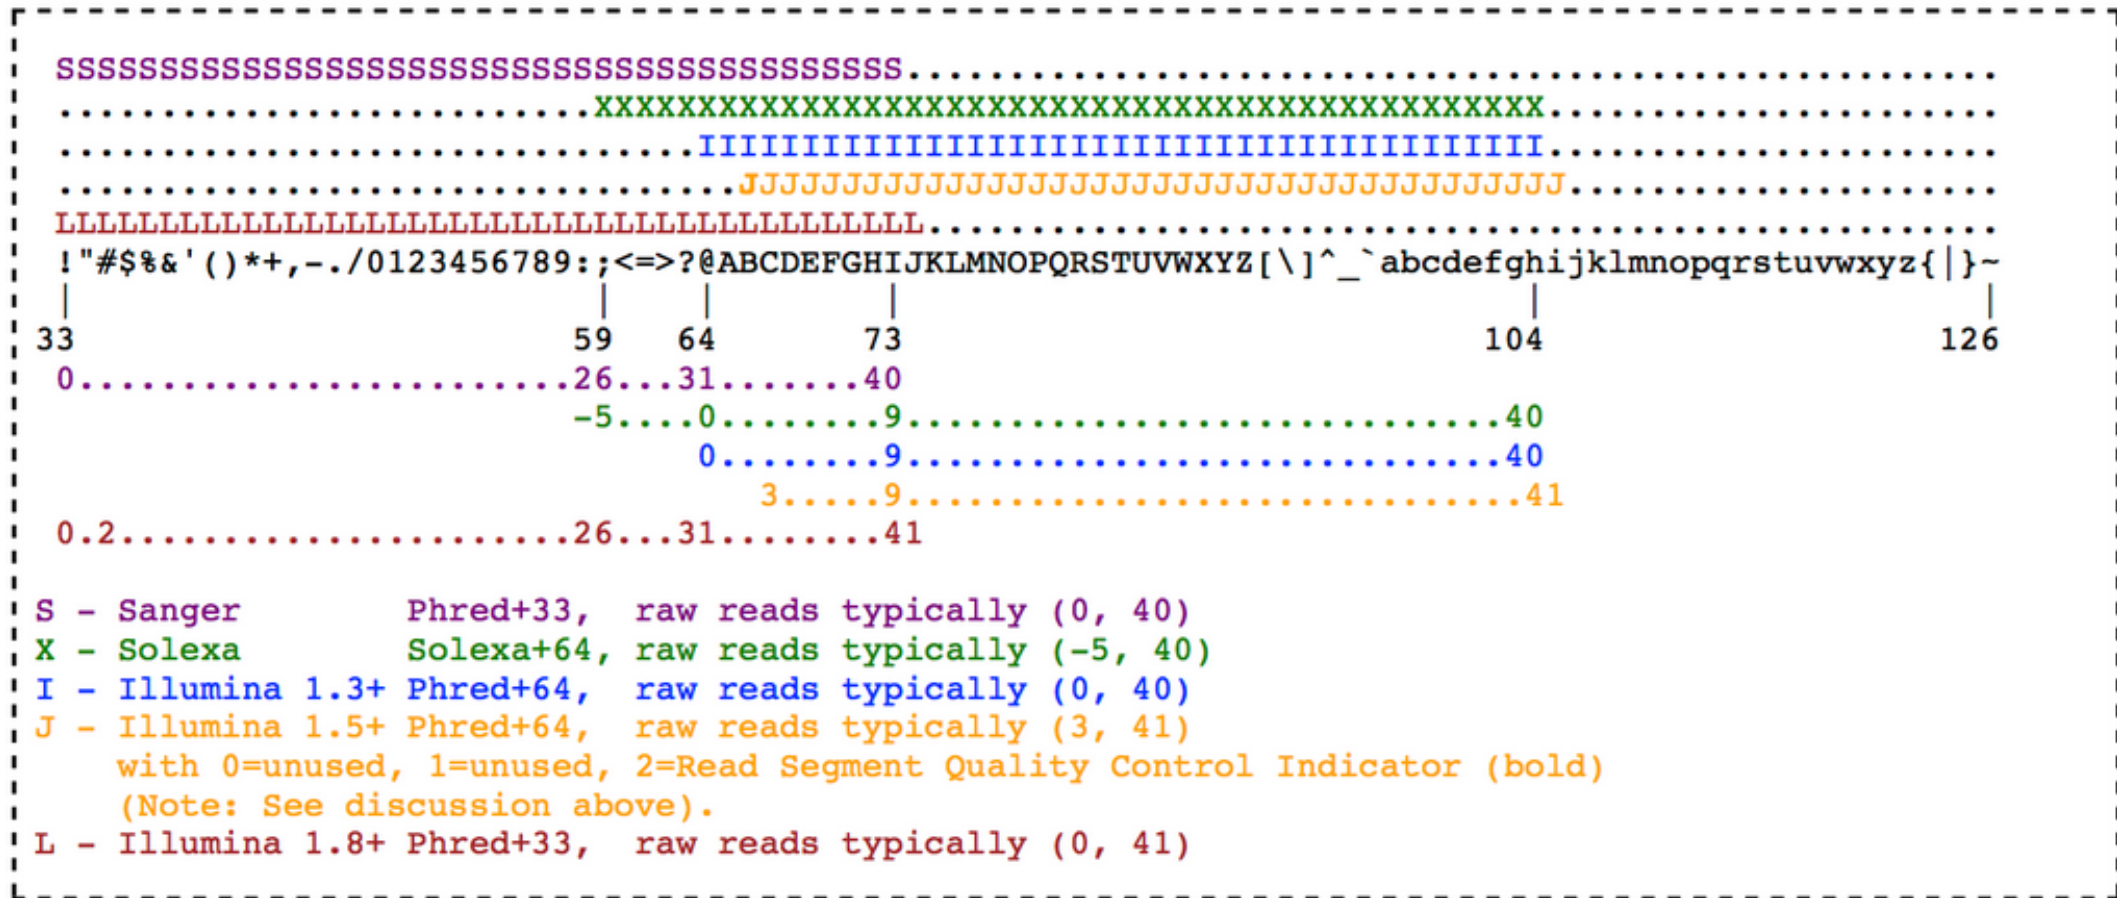 SSSSSSSSSSSSSSSSSSSSSSSSSSSSSSSSSSSSSSSSS.....................................................
..........................XXXXXXXXXXXXXXXXXXXXXXXXXXXXXXXXXXXXXXXXXXXXXX......................
...............................IIIIIIIIIIIIIIIIIIIIIIIIIIIIIIIIIIIIIIIII......................
.................................JJJJJJJJJJJJJJJJJJJJJJJJJJJJJJJJJJJJJJJJ.....................
LLLLLLLLLLLLLLLLLLLLLLLLLLLLLLLLLLLLLLLLLL....................................................
!"#$%&'()*+,-./0123456789:;<=>?@ABCDEFGHIJKLMNOPQRSTUVWXYZ[\]^_`abcdefghijklmnopqrstuvwxyz{|}~
| | | | | |
33 59 64 73 104 126
0........................26...31.......40
-5....0........9.............................40
0........9.............................40
3.....9..............................41
0.2......................26...31........41
S - Sanger Phred+33, raw reads typically (0, 40)
X - Solexa Solexa+64, raw reads typically (-5, 40)
I - Illumina 1.3+ Phred+64, raw reads typically (0, 40)
J - Illumina 1.5+ Phred+64, raw reads typically (3, 41)
with 0=unused, 1=unused, 2=Read Segment Quality Control Indicator (bold)
(Note: See discussion above).
L - Illumina 1.8+ Phred+33, raw reads typically (0, 41)